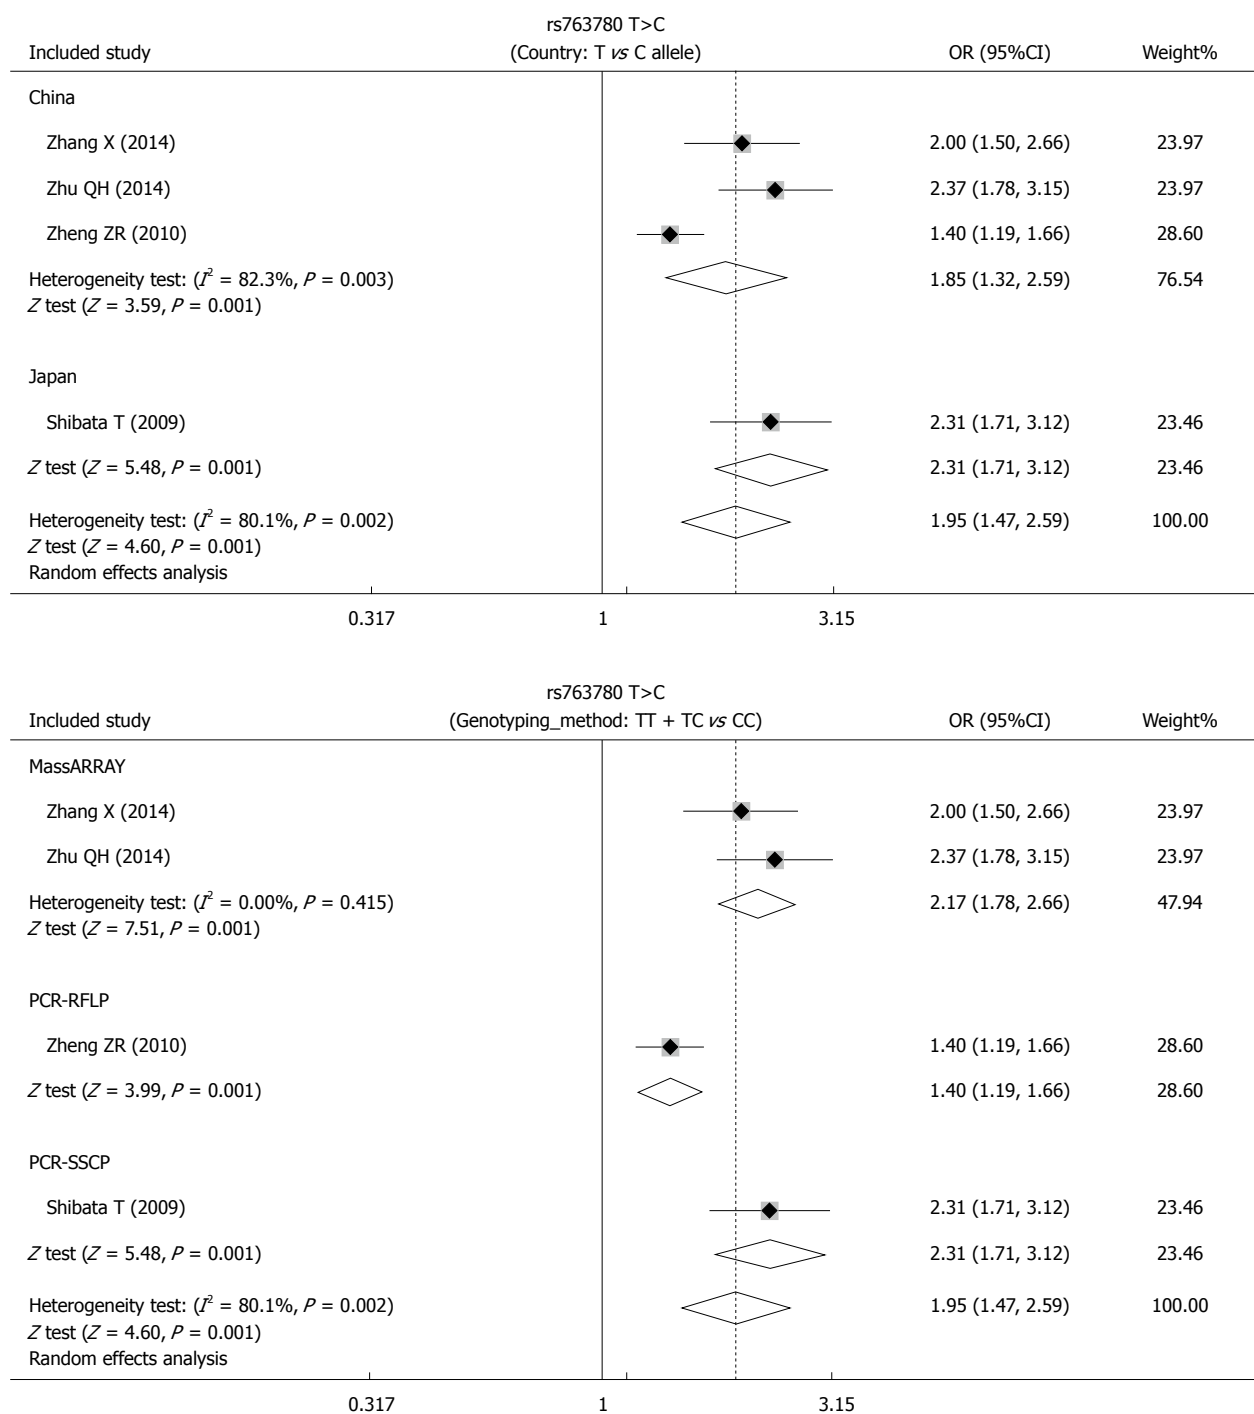 rs763780 T>C
Included study (Country: T vs C allele) OR (95%CI) Weight%
China
Zhang X (2014) 2.00 (1.50, 2.66) 23.97
Zhu QH (2014) 2.37 (1.78, 3.15) 23.97
Zheng ZR (2010) 1.40 (1.19, 1.66) 28.60
Heterogeneity test: (I² = 82.3%, P = 0.003) 1.85 (1.32, 2.59) 76.54
Z test (Z = 3.59, P = 0.001)
Japan
Shibata T (2009) 2.31 (1.71, 3.12) 23.46
Z test (Z = 5.48, P = 0.001) 2.31 (1.71, 3.12) 23.46
Heterogeneity test: (I² = 80.1%, P = 0.002) 1.95 (1.47, 2.59) 100.00
Z test (Z = 4.60, P = 0.001)
Random effects analysis
0.317 1 3.15
rs763780 T>C
Included study (Genotyping_method: TT + TC vs CC) OR (95%CI) Weight%
MassARRAY
Zhang X (2014) 2.00 (1.50, 2.66) 23.97
Zhu QH (2014) 2.37 (1.78, 3.15) 23.97
Heterogeneity test: (I² = 0.00%, P = 0.415) 2.17 (1.78, 2.66) 47.94
Z test (Z = 7.51, P = 0.001)
PCR-RFLP
Zheng ZR (2010) 1.40 (1.19, 1.66) 28.60
Z test (Z = 3.99, P = 0.001) 1.40 (1.19, 1.66) 28.60
PCR-SSCP
Shibata T (2009) 2.31 (1.71, 3.12) 23.46
Z test (Z = 5.48, P = 0.001) 2.31 (1.71, 3.12) 23.46
Heterogeneity test: (I² = 80.1%, P = 0.002) 1.95 (1.47, 2.59) 100.00
Z test (Z = 4.60, P = 0.001)
Random effects analysis
0.317 1 3.15